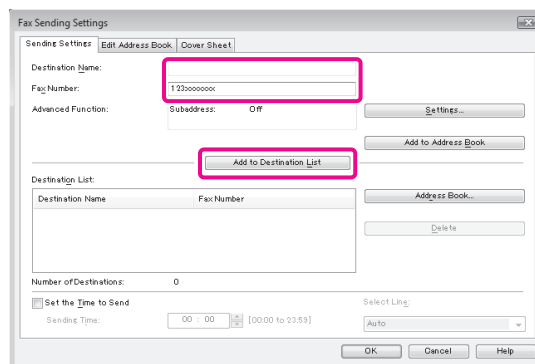 Fax Sending Settings
Sending Settings Edit Address Book Cover Sheet
Destination Name:
Fax Number: 123xxxxxxx
Advanced Function: Subaddress: Off Settings...
Add to Address Book
Add to Destination List
Destination List:
Destination Name Fax Number Address Book...
Delete
Number of Destinations: 0
Set the Time to Send Select Line:
Sending Time: 00 : 00 [00:00 to 23:59] Auto
OK Cancel Help